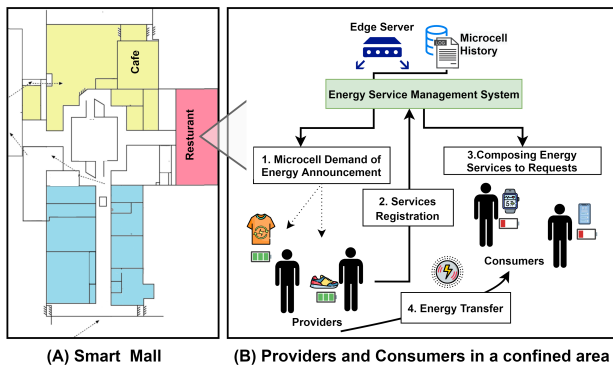 Cafe
Resturant
(A) Smart Mall
Edge Server
Microcell
History
LOG
Energy Service Management System
1. Microcell Demand of
Energy Announcement
3.Composing Energy
Services to Requests
2. Services
Registration
Consumers
Providers
4. Energy Transfer
(B) Providers and Consumers in a confined area